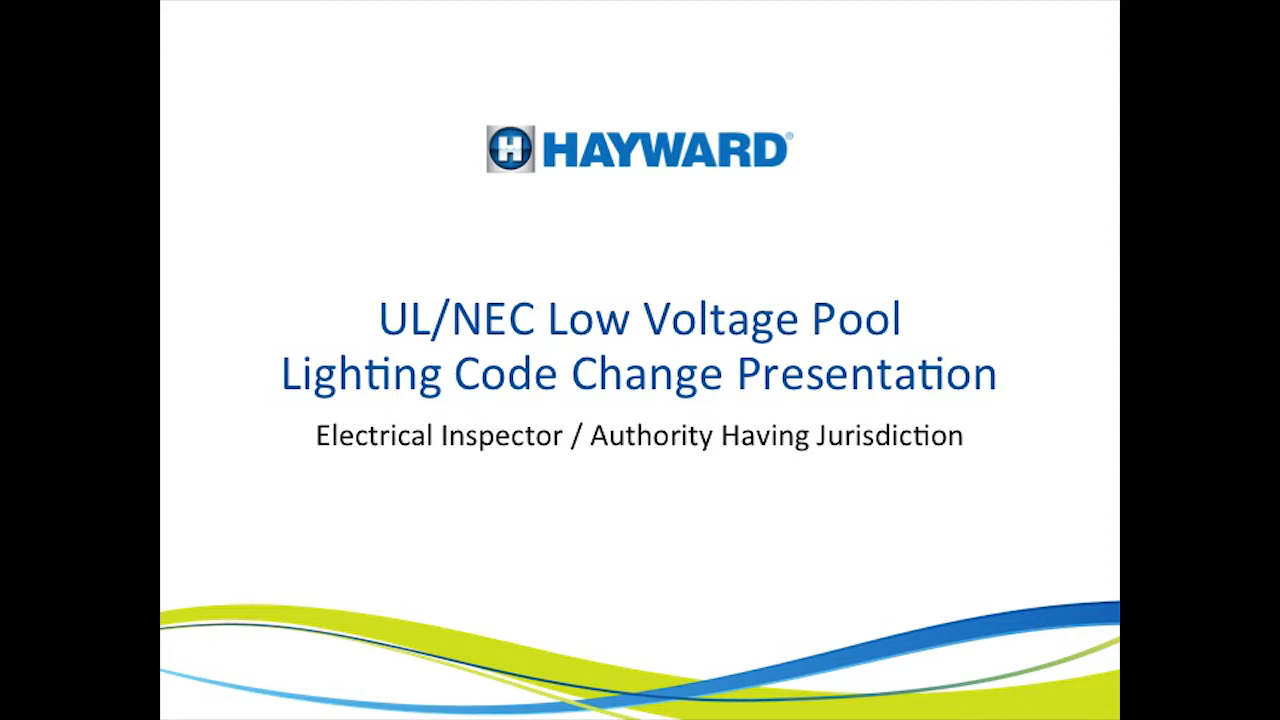 H HAYWARD®
UL/NEC Low Voltage Pool
Lighting Code Change Presentation
Electrical Inspector / Authority Having Jurisdiction